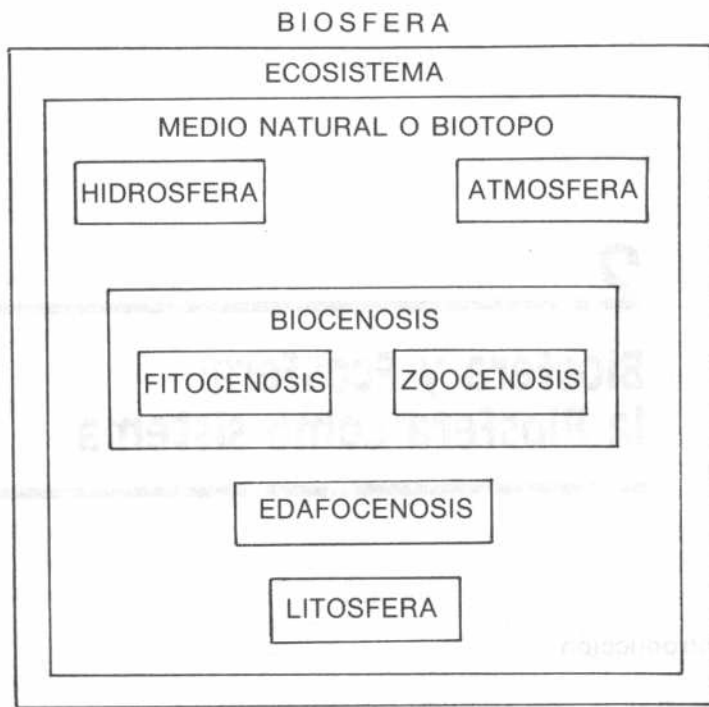 BIOSFERA
ECOSISTEMA
MEDIO NATURAL O BIOTOPO
HIDROSFERA ATMOSFERA
BIOCENOSIS
FITOCENOSIS ZOOCENOSIS
EDAFOCENOSIS
LITOSFERA